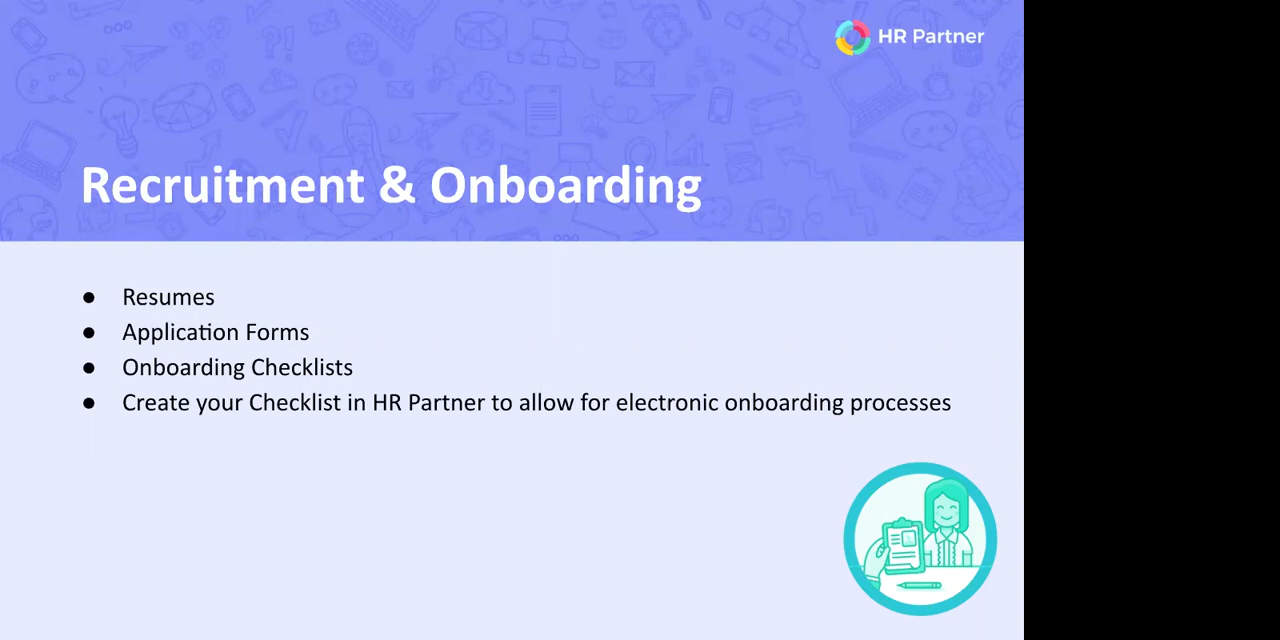 HR Partner
Recruitment & Onboarding
● Resumes
● Application Forms
● Onboarding Checklists
● Create your Checklist in HR Partner to allow for electronic onboarding processes